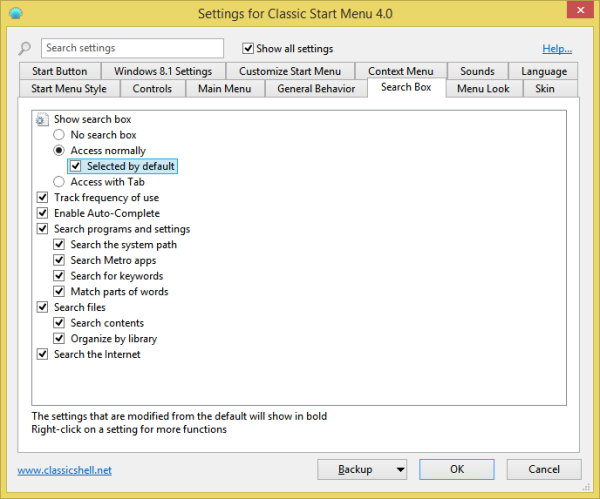 Settings for Classic Start Menu 4.0
Search settings
Show all settings
Help...
Start Button
Windows 8.1 Settings
Customize Start Menu
Context Menu
Sounds
Language
Start Menu Style
Controls
Main Menu
General Behavior
Search Box
Menu Look
Skin
Show search box
No search box
Access normally
Selected by default
Access with Tab
Track frequency of use
Enable Auto-Complete
Search programs and settings
Search the system path
Search Metro apps
Search for keywords
Match parts of words
Search files
Search contents
Organize by library
Search the Internet
The settings that are modified from the default will show in bold
Right-click on a setting for more functions
www.classicshell.net
Backup
OK
Cancel